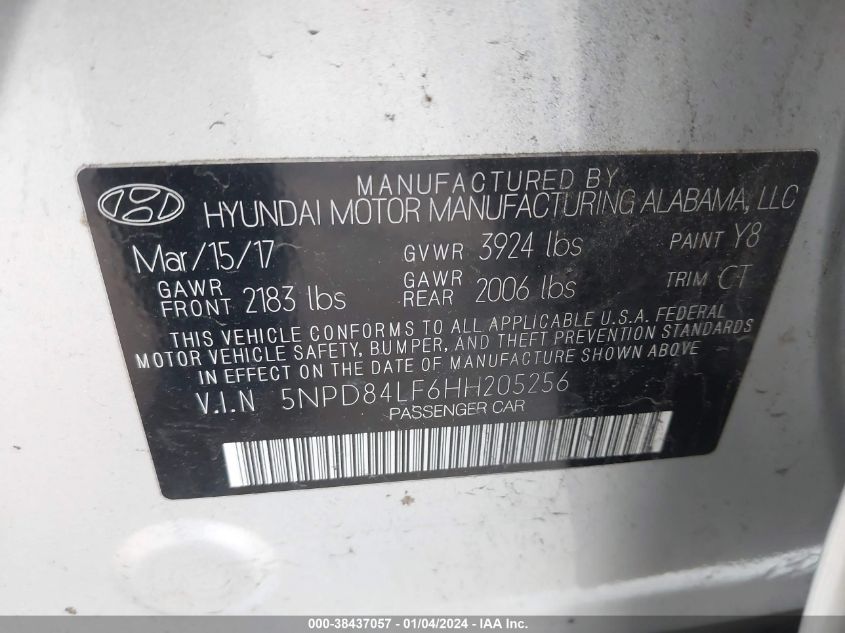 MANUFACTURED BY
HYUNDAI MOTOR MANUFACTURING ALABAMA, LLC
Mar/15/17 GVWR 3924 lbs PAINT Y8
GAWR FRONT 2183 lbs GAWR REAR 2006 lbs TRIM CT
THIS VEHICLE CONFORMS TO ALL APPLICABLE U.S.A. FEDERAL
MOTOR VEHICLE SAFETY, BUMPER, AND THEFT PREVENTION STANDARDS
IN EFFECT ON THE DATE OF MANUFACTURE SHOWN ABOVE.
V.I.N 5NPD84LF6HH205256
PASSENGER CAR
000-38437057 - 01/04/2024 - IAA Inc.